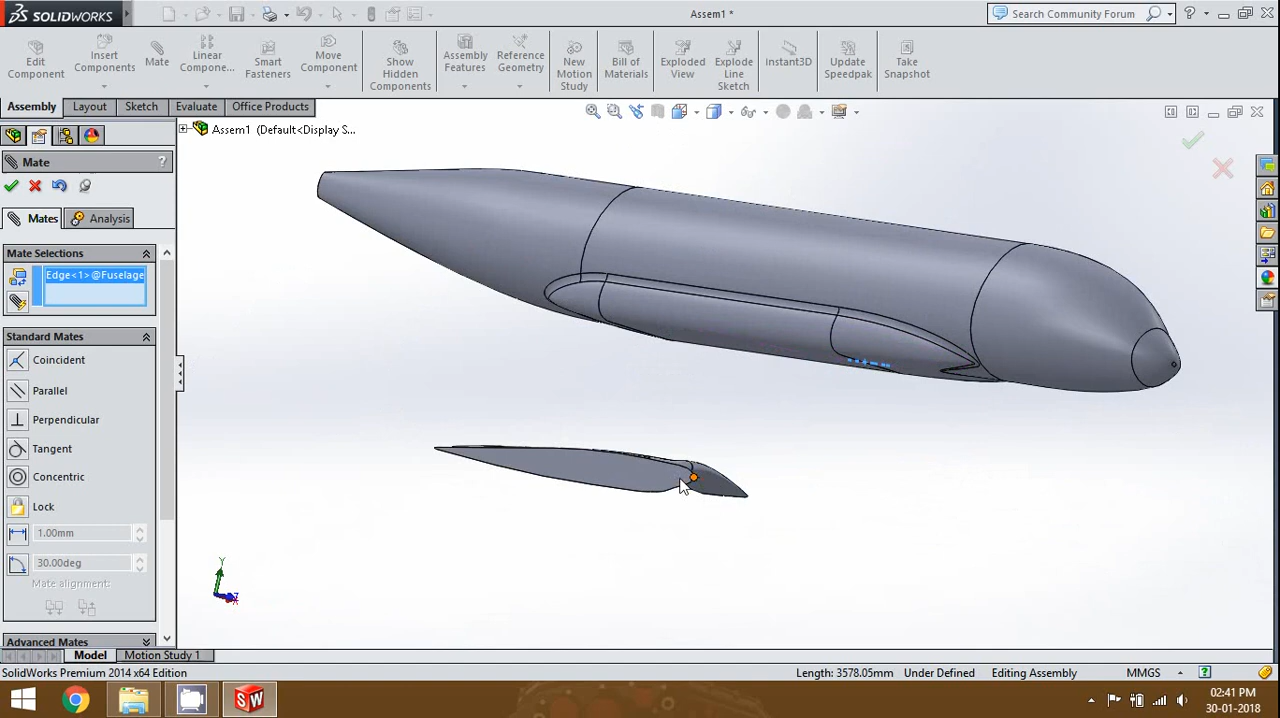 SOLIDWORKS
Assem1 *
Search Community Forum
?
Edit Component
Insert Components
Mate
Linear Compone...
Smart Fasteners
Move Component
Show Hidden Components
Assembly Features
Reference Geometry
New Motion Study
Bill of Materials
Exploded View
Explode Line Sketch
Instant3D
Update Speedpak
Take Snapshot
Assembly
Layout
Sketch
Evaluate
Office Products
Assem1 (Default<Display S...
Mate
?
Mates
Analysis
Mate Selections
Edge<1>@Fuselage
Standard Mates
Coincident
Parallel
Perpendicular
Tangent
Concentric
Lock
1.00mm
30.00deg
Mate alignment:
Advanced Mates
Y
Z
X
Model
Motion Study 1
SolidWorks Premium 2014 x64 Edition
Length: 3578.05mm
Under Defined
Editing Assembly
MMGS
?
SW
02:41 PM
30-01-2018